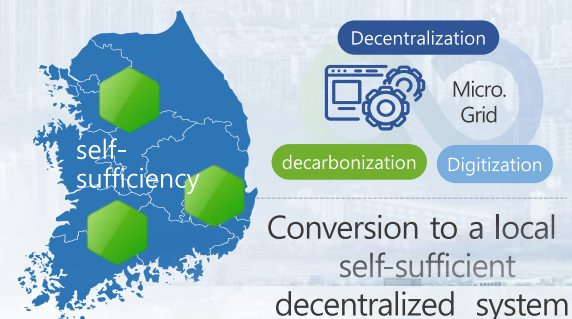 self-
sufficiency
Decentralization
Micro.
Grid
decarbonization
Digitization
Conversion to a local
self-sufficient
decentralized system